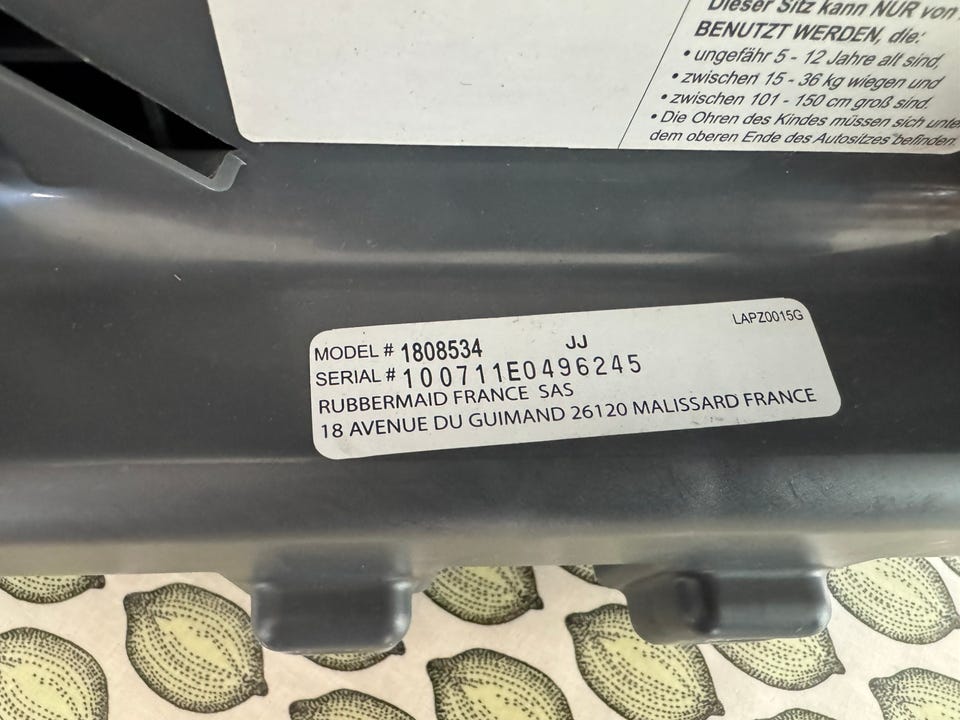 Dieser Sitz kann NUR von
BENUTZT WERDEN, die:
• ungefähr 5 - 12 Jahre alt sind,
• zwischen 15 - 36 kg wiegen und
• zwischen 101 - 150 cm groß sind.
• Die Ohren des Kindes müssen sich unte
dem oberen Ende des Autositzes befinden.
LAPZ0015G
MODEL # 1808534 JJ
SERIAL # 100711E0496245
RUBBERMAID FRANCE SAS
18 AVENUE DU GUIMAND 26120 MALISSARD FRANCE